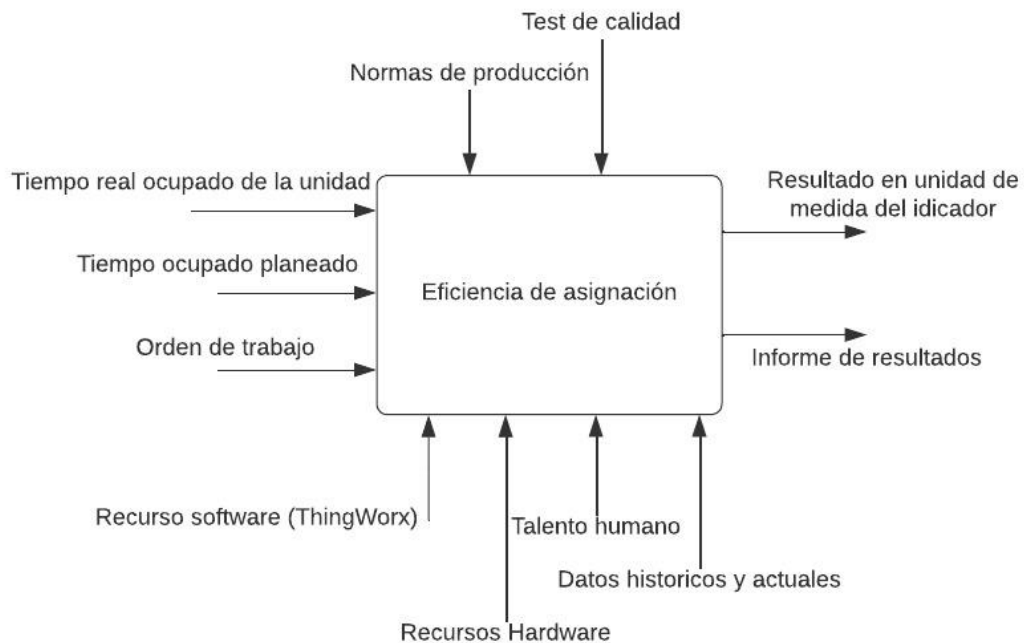 Test de calidad
Normas de producción
Tiempo real ocupado de la unidad
Resultado en unidad de
medida del idicador
Tiempo ocupado planeado
Eficiencia de asignación
Orden de trabajo
Informe de resultados
Recurso software (ThingWorx)
Talento humano
Datos historicos y actuales
Recursos Hardware